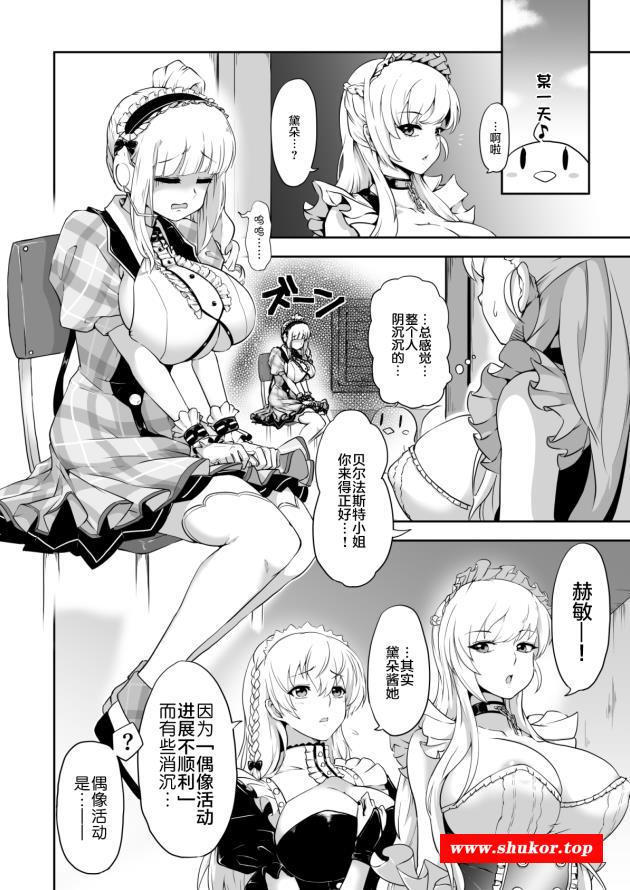 某一天♪
…啊啦
黛朵
…？
呜呜
……
ズーン
…总感觉
整个人
阴沉沉的…
贝尔法斯特小姐
你来得正好…！
赫敏—！
…其实
黛朵酱她
因为「偶像活动
进展不顺利」
而有些消沉…
？
偶像活动
是———
www.shukor.top